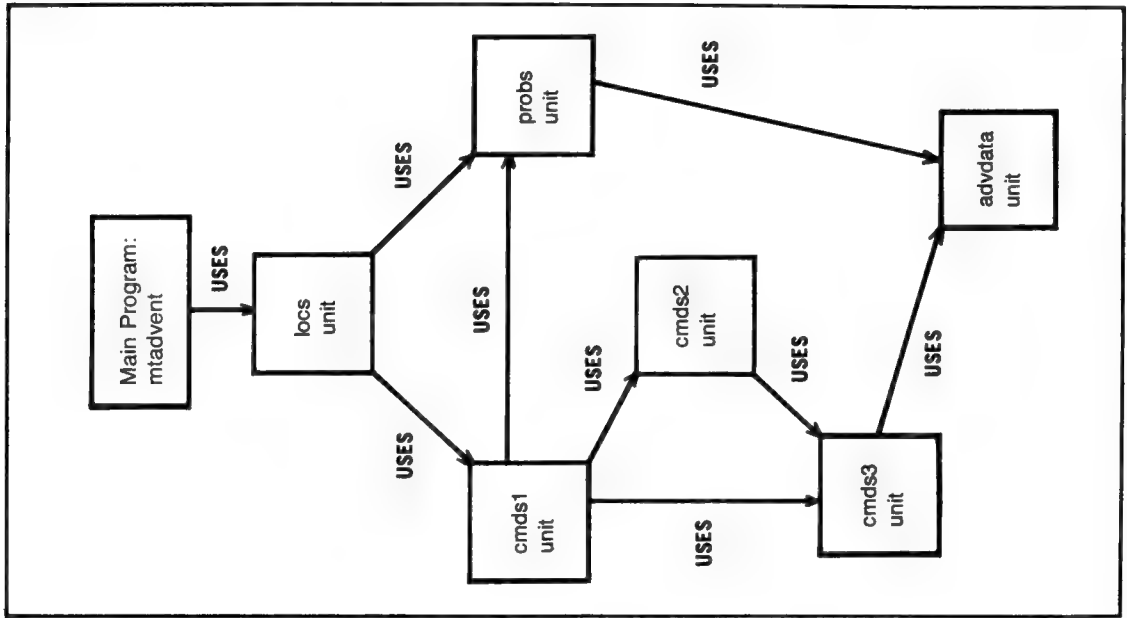 Main Program:
mtadvent
USES
locs
unit
USES
USES
cmds1
unit
USES
probs
unit
USES
cmds2
unit
USES
USES
USES
cmds3
unit
USES
advdata
unit